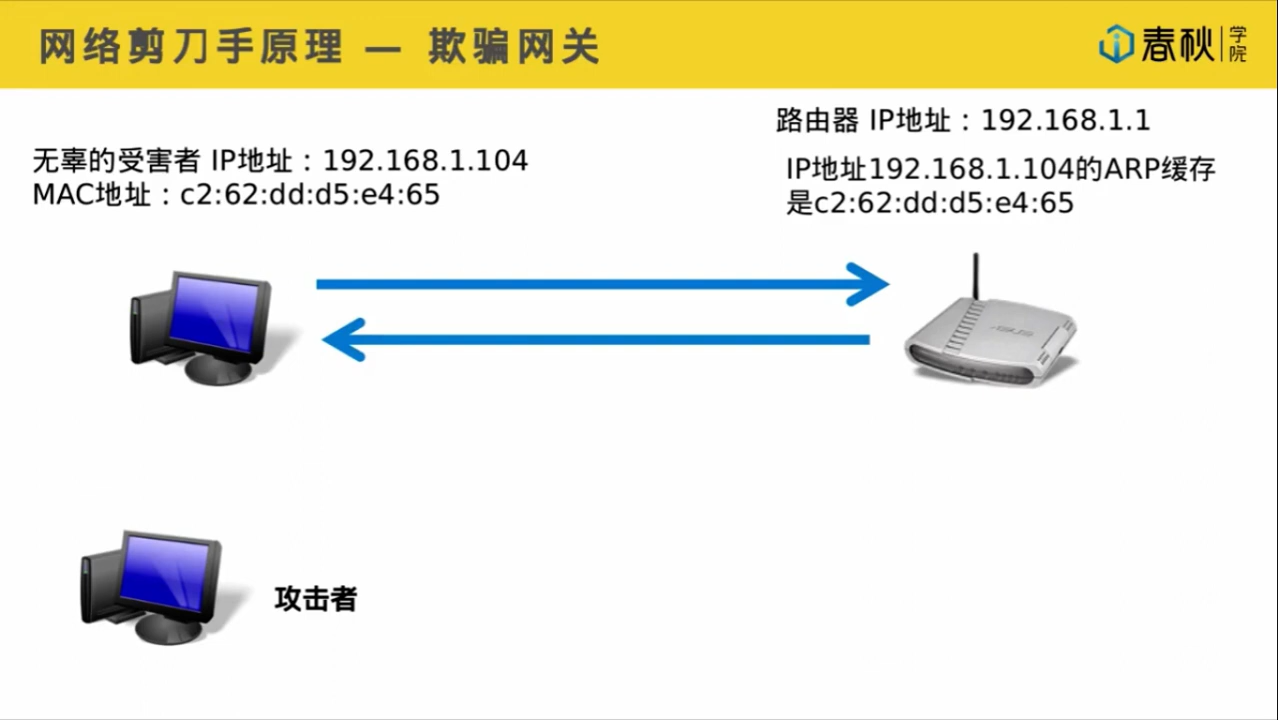 网络剪刀手原理 — 欺骗网关
春秋学院
路由器 IP地址：192.168.1.1
无辜的受害者 IP地址：192.168.1.104
MAC地址：c2:62:dd:d5:e4:65
IP地址192.168.1.104的ARP缓存
是c2:62:dd:d5:e4:65
ASUS
攻击者